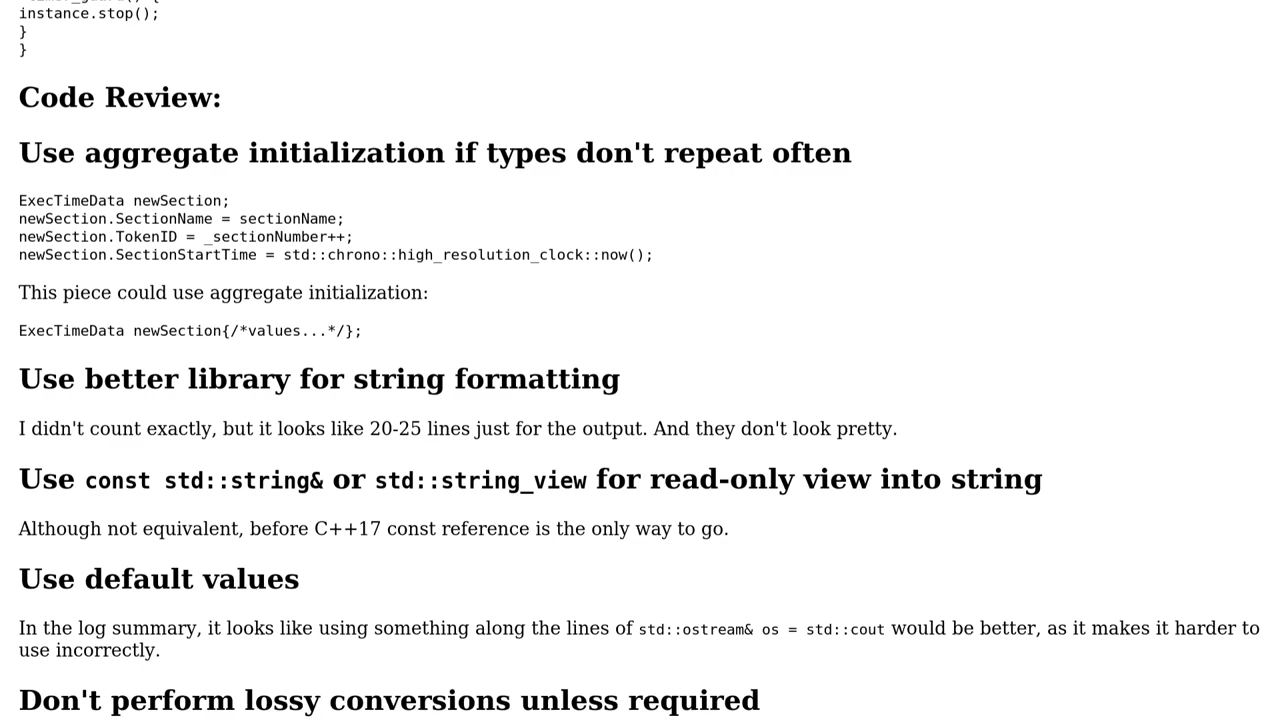 instance.stop();
}
}
Code Review:
Use aggregate initialization if types don't repeat often
ExecTimeData newSection;
newSection.SectionName = sectionName;
newSection.TokenID = _sectionNumber++;
newSection.SectionStartTime = std::chrono::high_resolution_clock::now();
This piece could use aggregate initialization:
ExecTimeData newSection{/*values...*/};
Use better library for string formatting
I didn't count exactly, but it looks like 20-25 lines just for the output. And they don't look pretty.
Use const std::string& or std::string_view for read-only view into string
Although not equivalent, before C++17 const reference is the only way to go.
Use default values
In the log summary, it looks like using something along the lines of std::ostream& os = std::cout would be better, as it makes it harder to
use incorrectly.
Don't perform lossy conversions unless required